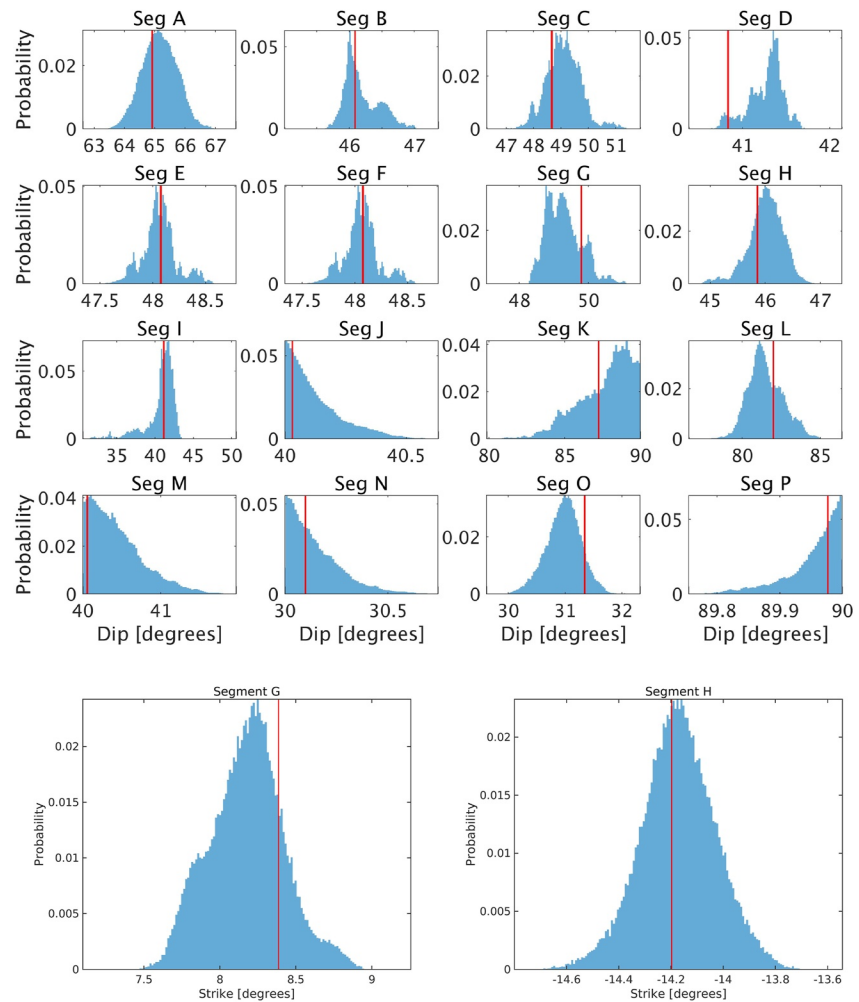 Seg A Seg B Seg C Seg D
Probability
0.02
0
63 64 65 66 67
0.05
0
46 47
0.02
0
47 48 49 50 51
0.05
0
41 42
Seg E Seg F Seg G Seg H
Probability
0.05
0
47.5 48 48.5
0.05
0
47.5 48 48.5
0.02
0
48 50
0.02
0
45 46 47
Seg I Seg J Seg K Seg L
Probability
0.05
0
35 40 45 50
0.05
0
40 40.5
0.04
0.02
0
80 85 90
0.02
0
80 85
Seg M Seg N Seg O Seg P
Probability
0.04
0.02
0
40 41
Dip [degrees]
0.05
0
30 30.5
Dip [degrees]
0.02
0
30 31 32
Dip [degrees]
0.05
0
89.8 89.9 90
Dip [degrees]
Segment G
Probability
0.02
0.015
0.01
0.005
0
7.5 8 8.5 9
Strike [degrees]
Segment H
Probability
0.02
0.015
0.01
0.005
0
-14.6 -14.4 -14.2 -14 -13.8 -13.6
Strike [degrees]